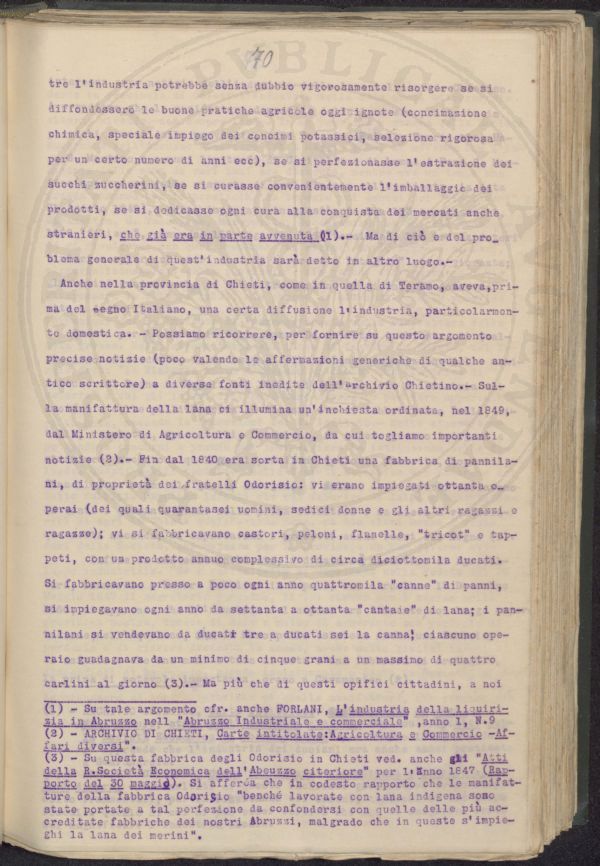 70
tre l'industria potrebbe senza dubbio vigorosamente risorgere se si
diffondessero le buone pratiche agricole oggi ignote (concimazione
chimica, speciale impiego dei concimi potassici, selezione rigorosa
per un certo numero di anni ecc), se si perfezionasse l'estrazione dei
succhi zuccherini, se si curasse convenientemente l'imballaggio dei
prodotti, se si dedicasse ogni cura alla conquista dei mercati anche
stranieri, che già era in parte avvenuta (1).- Ma di ciò e del pro_
blema generale di quest'industria sarà detto in altro luogo.-
Anche nella provincia di Chieti, come in quella di Teramo, aveva,pri-
ma del segno Italiano, una certa diffusione l'industria, particolarmen-
te domestica. - Possiamo ricorrere, per fornire su questo argomento
precise notizie (poco valendo le affermazioni generiche di qualche an-
tico scrittore) a diverse fonti inedite dell'archivio Chietino.- Sul-
la manifattura della lana ci illumina un'inchiesta ordinata, nel 1849,
dal Ministero di Agricoltura e Commercio, da cui togliamo importanti
notizie (2).- Fin dal 1840 era sorta in Chieti una fabbrica di pannila-
ni, di proprietà dei fratelli Odorisio: vi erano impiegati ottanta o_
perai (dei quali quarantasei uomini, sedici donne e gli altri ragazzi e
ragazze); vi si fabbricavano castori, peloni, flanelle, "tricot" e tap-
peti, con un prodotto annuo complessivo di circa diciottomila ducati.
Si fabbricavano presso a poco ogni anno quattromila "canne" di panni,
si impiegavano ogni anno da settanta a ottanta "cantaie" di lana; i pan-
nilani si vendevano da ducati tre a ducati sei la canna; ciascuno ope-
raio guadagnava da un minimo di cinque grani a un massimo di quattro
carlini al giorno (3).- Ma più che di questi opifici cittadini, a noi
(1) - Su tale argomento cfr. anche FORLANI, L'industria della liquiri-
zia in Abruzzo nell "Abruzzo Industriale e commerciale" ,anno 1, N.9
(2) - ARCHIVIO DI CHIETI, Carte intitolate:Agricoltura e Commercio -Af-
fari diversi".
(3) - Su questa fabbrica degli Odorisio in Chieti ved. anche gli "Atti
della R.Società Economica dell'Abeuzzo citeriore" per l'Anno 1847 (Rap-
porto del 30 maggio). Si afferma che in codesto rapporto che le manifat-
ture della fabbrica Odorisio "benché lavorate con lana indigena sono
state portate a tal perfezione da confondersi con quelle delle più ac-
creditate fabbriche dei nostri Abruzzi, malgrado che in queste s'impie-
ghi la lana dei merini".